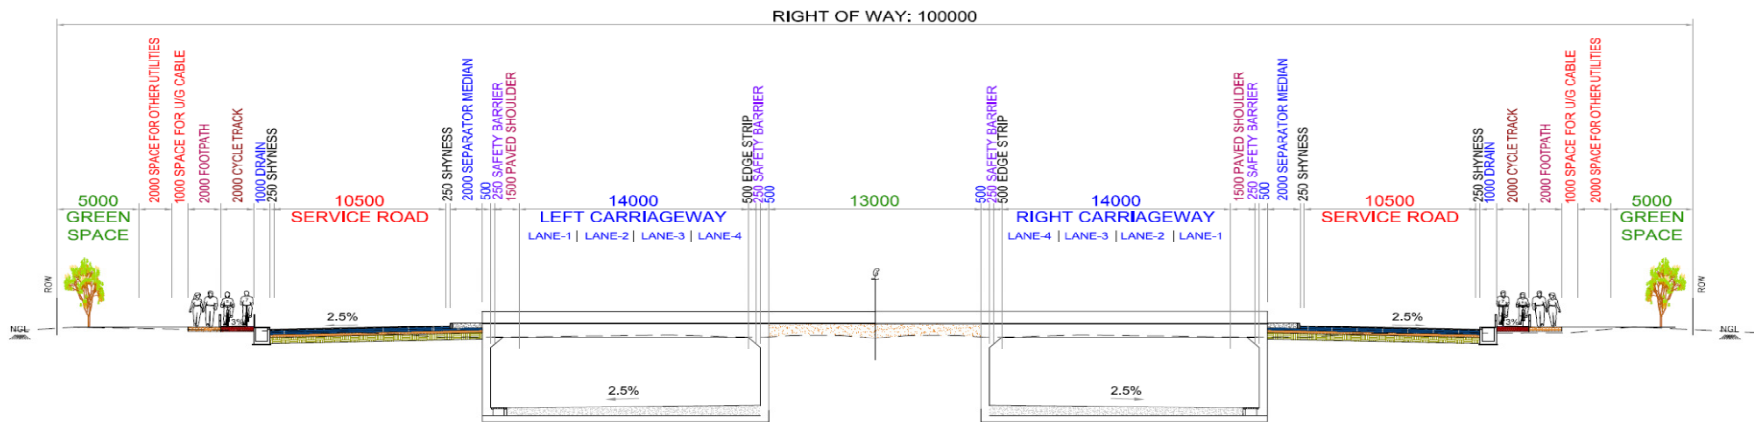 RIGHT OF WAY: 100000
2000 SPACE FOR OTHER UTILITIES
1000 SPACE FOR U/G CABLE
2000 FOOTPATH
2000 CYCLE TRACK
1000 DRAIN
250 SHYNESS
250 SHYNESS
2000 SEPARATOR MEDIAN
500
250 SAFETY BARRIER
1500 PAVED SHOULDER
500 EDGE STRIP
250 SAFETY BARRIER
500
500
250 SAFETY BARRIER
500 EDGE STRIP
1500 PAVED SHOULDER
250 SAFETY BARRIER
500
2000 SEPARATOR MEDIAN
250 SHYNESS
250 SHYNESS
1000 DRAIN
2000 CYCLE TRACK
2000 FOOTPATH
1000 SPACE FOR U/G CABLE
2000 SPACE FOR OTHER UTILITIES
5000 10500 14000 13000 14000 10500 5000
GREEN SERVICE ROAD LEFT CARRIAGEWAY RIGHT CARRIAGEWAY SERVICE ROAD GREEN
SPACE LANE-1 | LANE-2 | LANE-3 | LANE-4 LANE-4 | LANE-3 | LANE-2 | LANE-1 SPACE
ROW ROW
NGL 3% 2.5% 2.5% 3% NGL
2.5% 2.5%